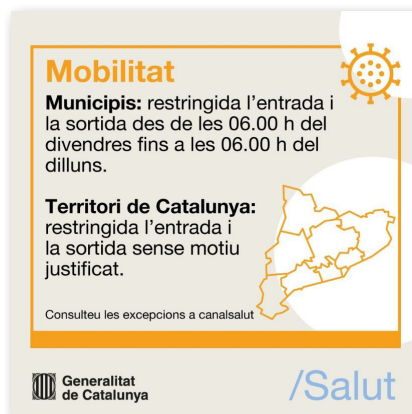 Mobilitat
Municipis: restringida l'entrada i
la sortida des de les 06.00 h del
divendres fins a les 06.00 h del
dilluns.
Territori de Catalunya:
restringida l'entrada i
la sortida sense motiu
justificat.
Consulteu les excepcions a canalsalut
Generalitat
de Catalunya
/Salut